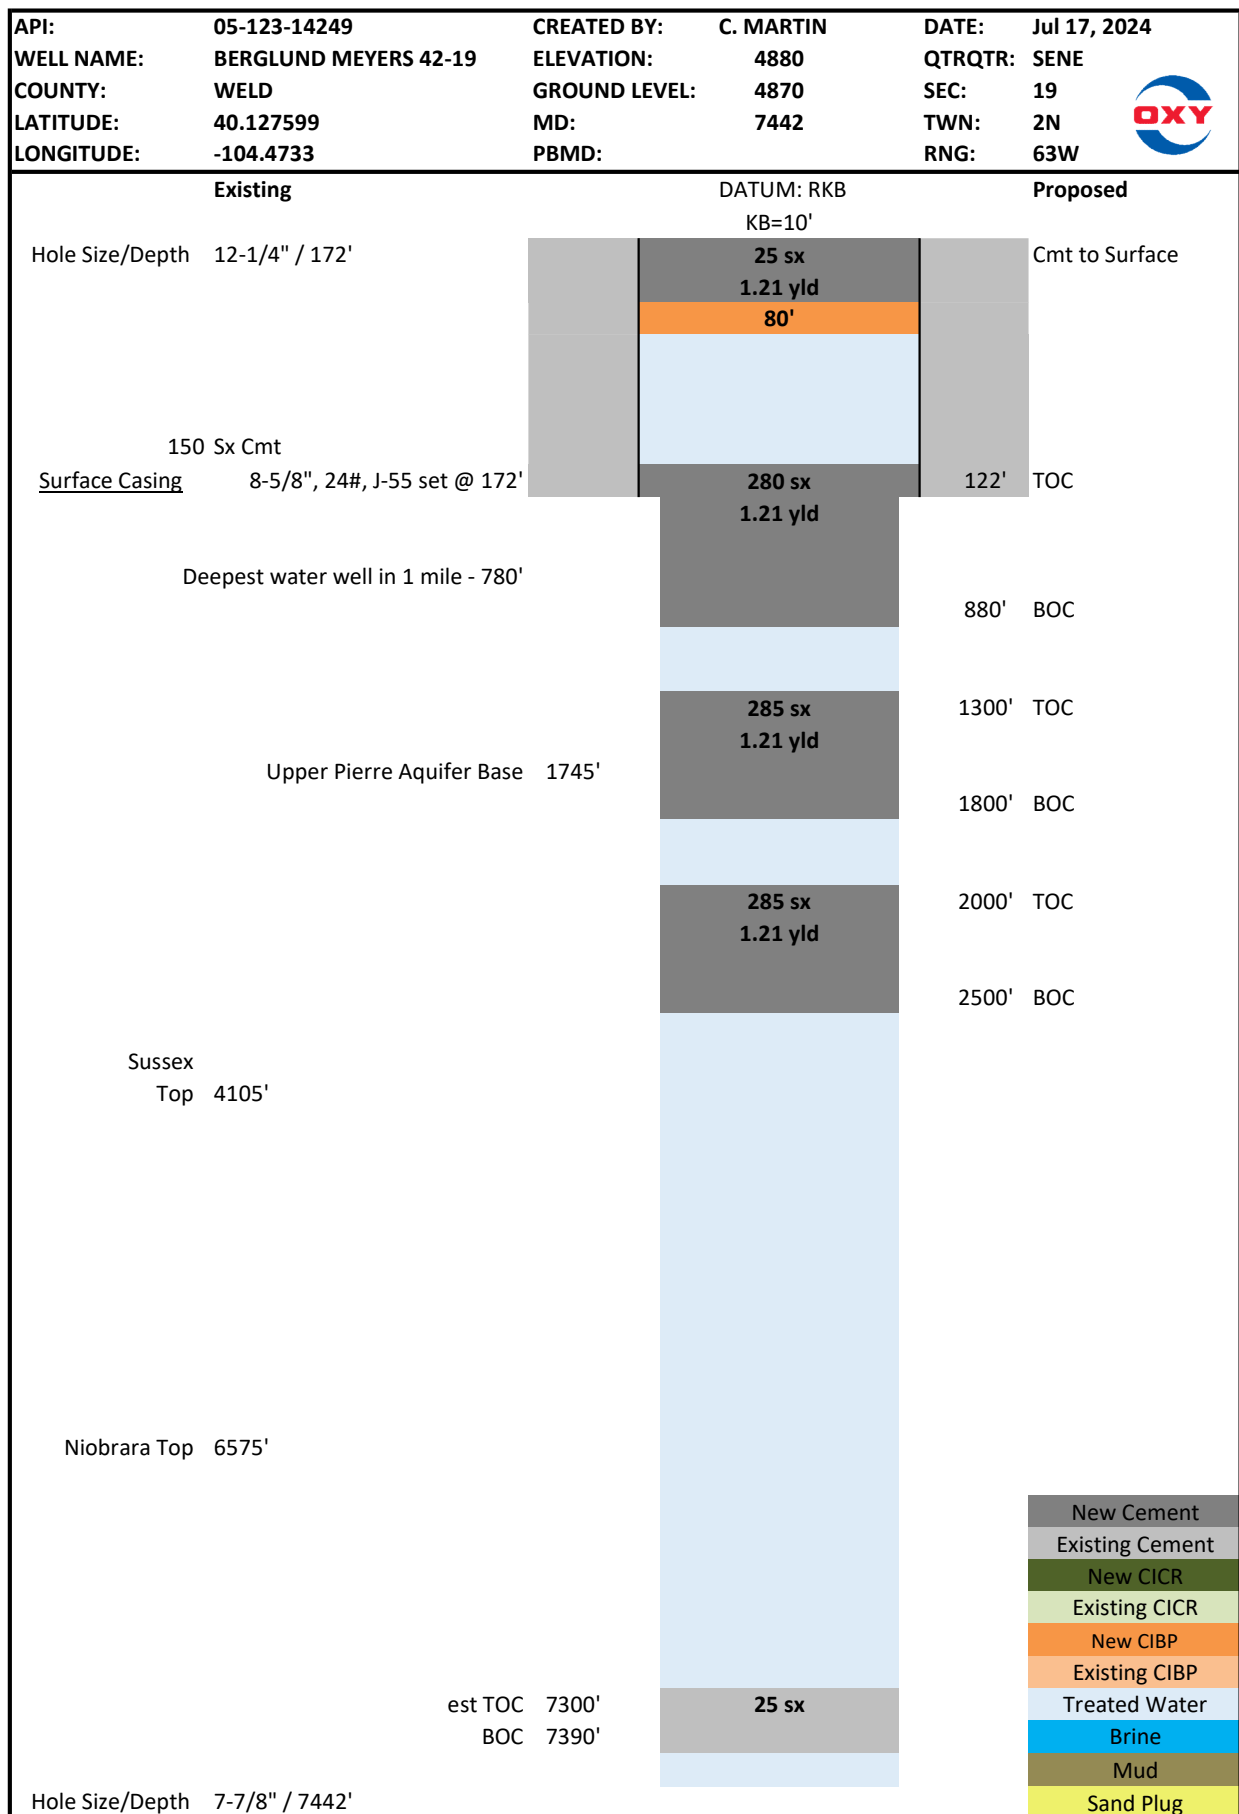 API: 05-123-14249 CREATED BY: C. MARTIN DATE: Jul 17, 2024
WELL NAME: BERGLUND MEYERS 42-19 ELEVATION: 4880 QTRQTR: SENE
COUNTY: WELD GROUND LEVEL: 4870 SEC: 19
LATITUDE: 40.127599 MD: 7442 TWN: 2N
LONGITUDE: -104.4733 PBMD: RNG: 63W
OXY
Existing DATUM: RKB Proposed
KB=10'
Hole Size/Depth 12-1/4" / 172' 25 sx Cmt to Surface
1.21 yld
80'
150 Sx Cmt
Surface Casing 8-5/8", 24#, J-55 set @ 172' 280 sx 122' TOC
1.21 yld
Deepest water well in 1 mile - 780'
880' BOC
285 sx 1300' TOC
1.21 yld
Upper Pierre Aquifer Base 1745'
1800' BOC
285 sx 2000' TOC
1.21 yld
2500' BOC
Sussex
Top 4105'
Niobrara Top 6575'
New Cement
Existing Cement
New CICR
Existing CICR
New CIBP
Existing CIBP
est TOC 7300' 25 sx Treated Water
BOC 7390' Brine
Mud
Hole Size/Depth 7-7/8" / 7442' Sand Plug